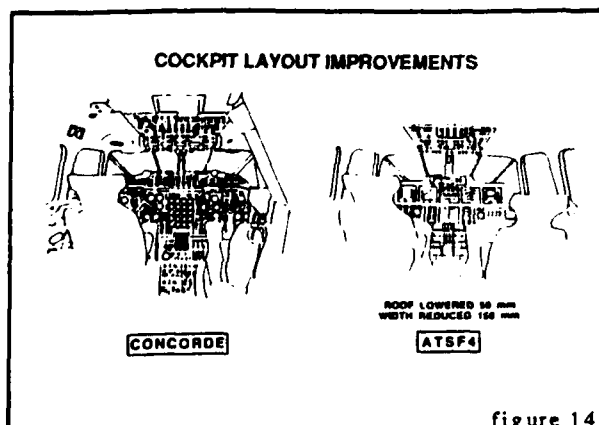 COCKPIT LAYOUT IMPROVEMENTS
ROOF LOWERED 50 mm
WIDTH REDUCED 150 mm
CONCORDE
ATSF4
figure 14